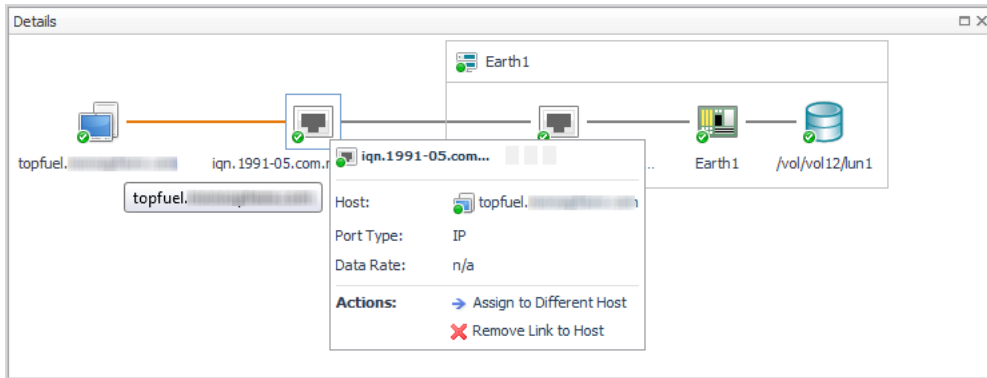 Details
Earth1
topfuel.
iqn.1991-05.com.
...
Earth1
/vol/vol12/lun1
topfuel.
iqn.1991-05.com...
Host: topfuel.
Port Type: IP
Data Rate: n/a
Actions: Assign to Different Host
Remove Link to Host